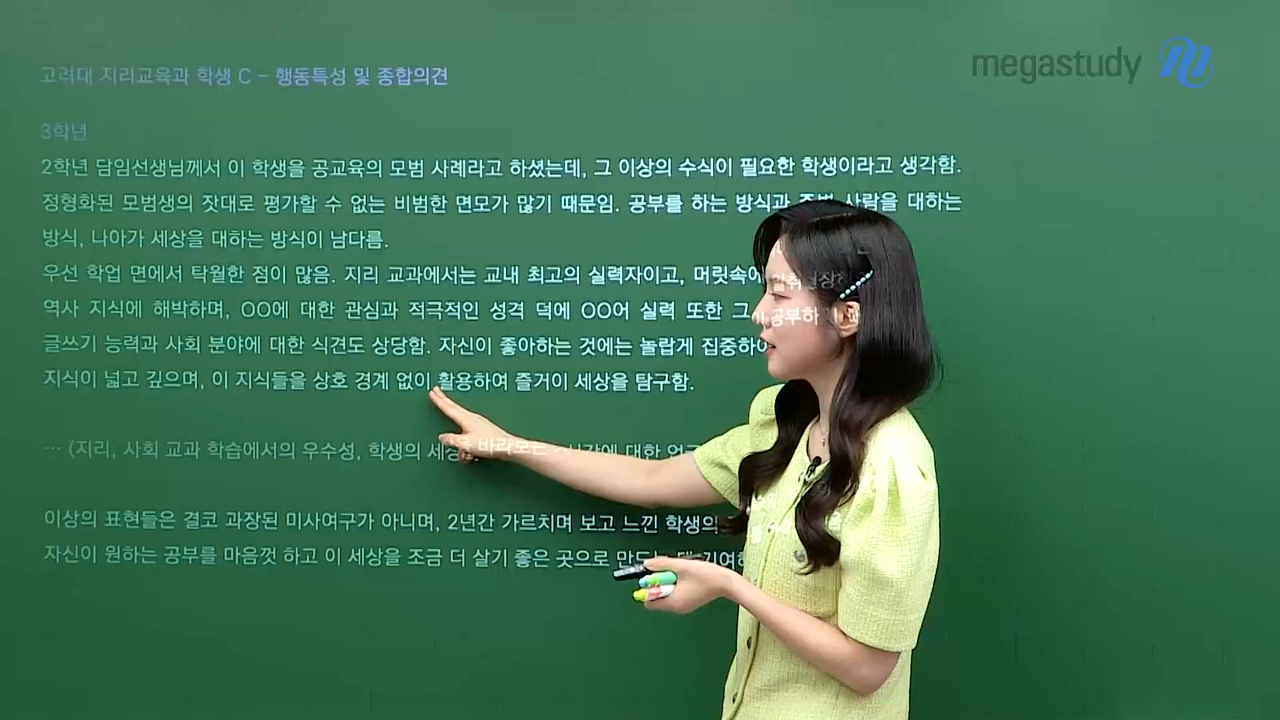 megastudy
고려대 지리교육과 학생 C - 행동특성 및 종합의견
3학년
2학년 담임선생님께서 이 학생을 공교육의 모범 사례라고 하셨는데, 그 이상의 수식이 필요한 학생이라고 생각함.
정형화된 모범생의 잣대로 평가할 수 없는 비범한 면모가 많기 때문임. 공부를 하는 방식과 주변 사람을 대하는
방식, 나아가 세상을 대하는 방식이 남다름.
우선 학업 면에서 탁월한 점이 많음. 지리 교과에서는 교내 최고의 실력자이고, 머릿속에
역사 지식에 해박하며, OO에 대한 관심과 적극적인 성격 덕에 OO어 실력 또한 그
글쓰기 능력과 사회 분야에 대한 식견도 상당함. 자신이 좋아하는 것에는 놀랍게 집중하여
지식이 넓고 깊으며, 이 지식들을 상호 경계 없이 활용하여 즐거이 세상을 탐구함.
… (지리, 사회 교과 학습에서의 우수성, 학생의 세상을 바라보는 대한
이상의 표현들은 결코 과장된 미사여구가 아니며, 2년간 가르치며 보고 느낀 학생의
자신이 원하는 공부를 마음껏 하고 이 세상을 조금 더 살기 좋은 곳으로 만드는